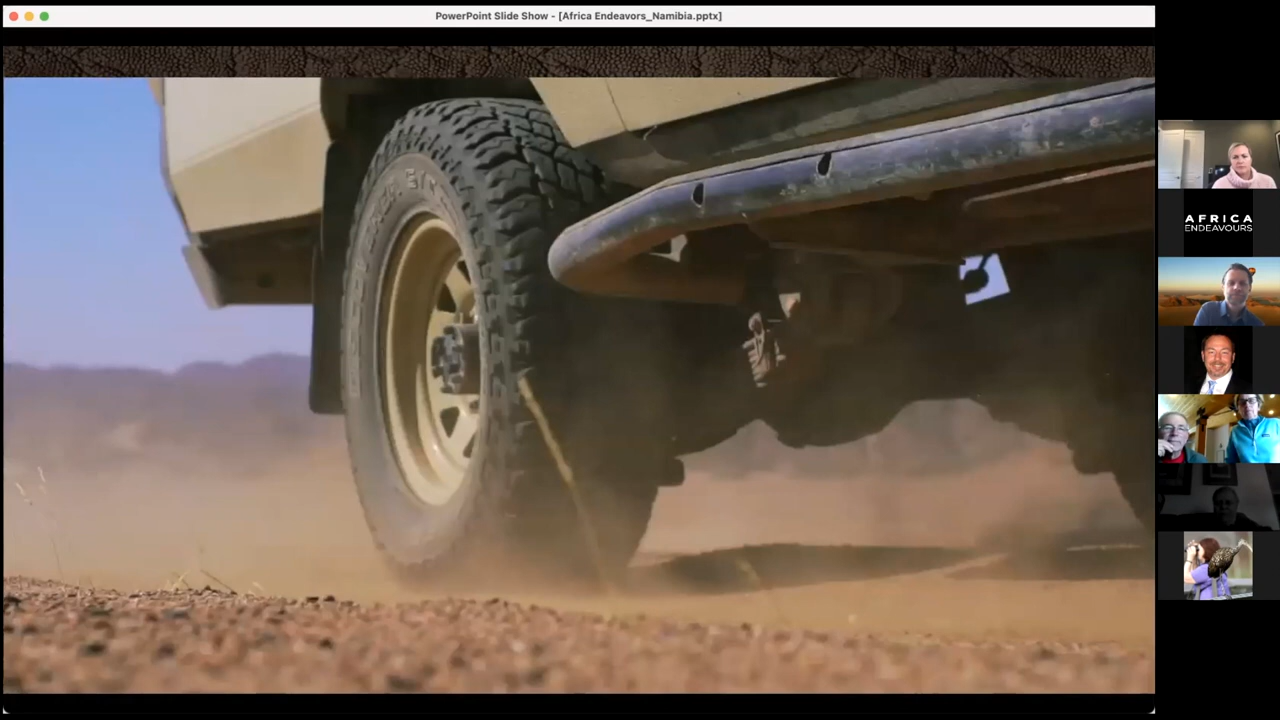 PowerPoint Slide Show - [Africa Endeavors_Namibia.pptx]
AFRICA
ENDEAVOURS